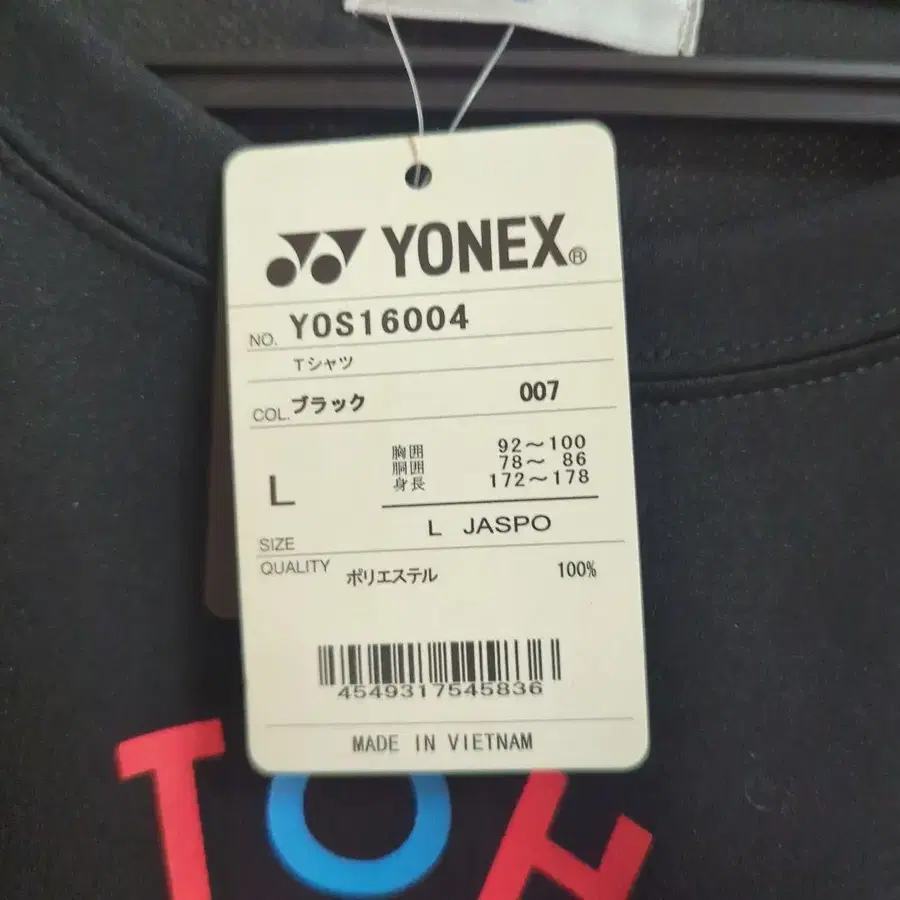 YONEX®
NO. YOS16004
Tシャツ
COL. ブラック 007
胸囲 92～100
胴囲 78～ 86
身長 172～178
L
L JASPO
SIZE
QUALITY ポリエステル 100%
4549317545836
MADE IN VIETNAM
TOH